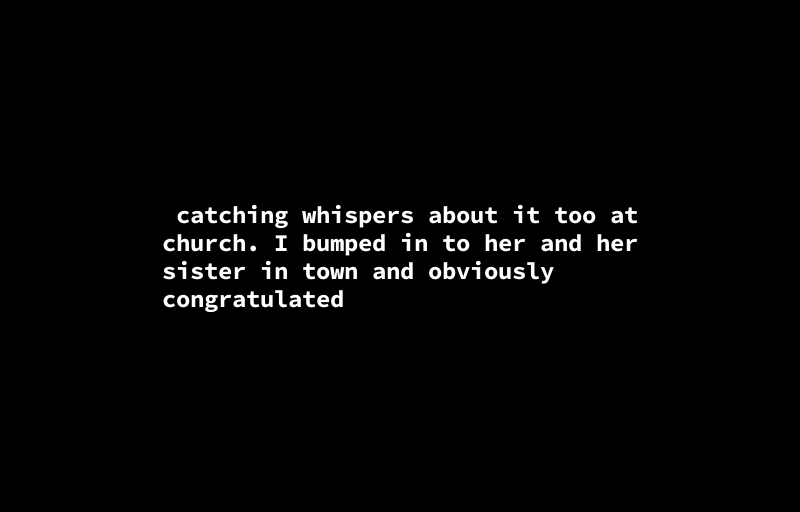 catching whispers about it too at
church. I bumped in to her and her
sister in town and obviously
congratulated